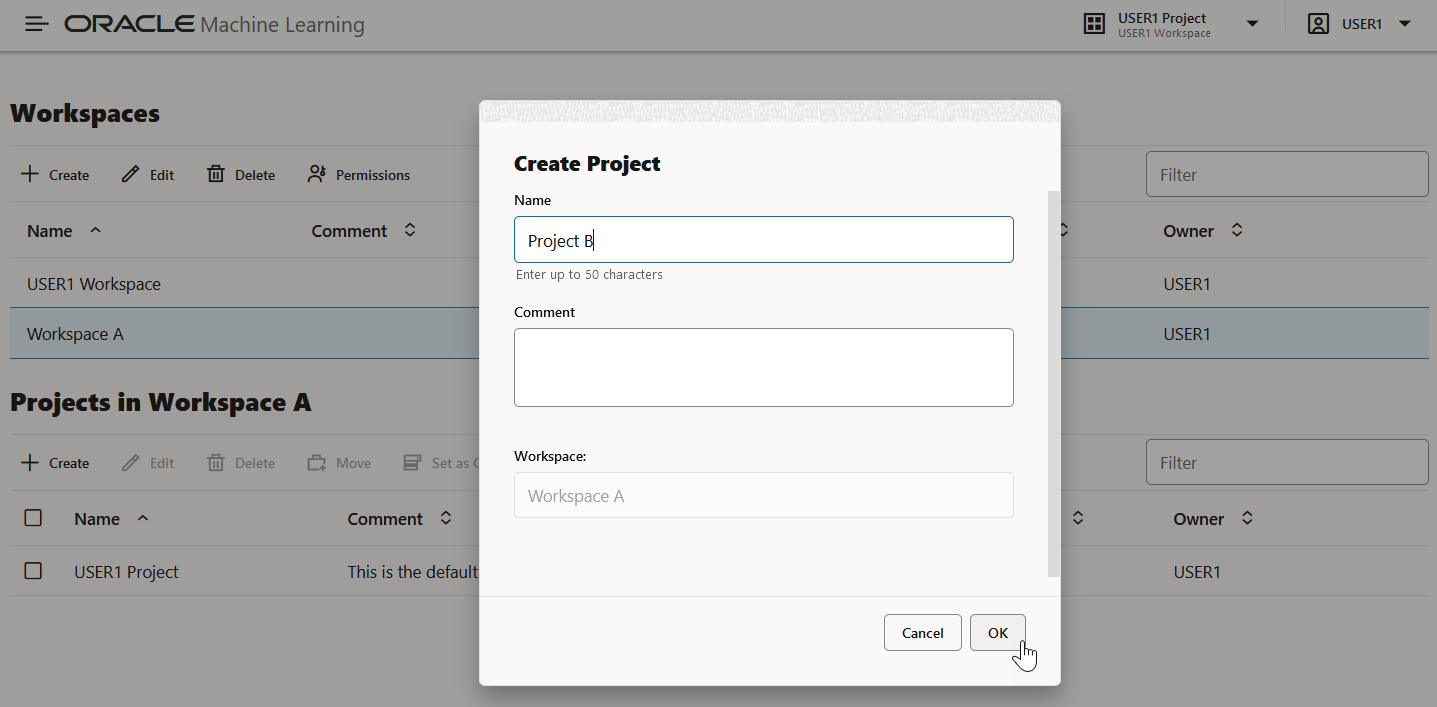 ORACLE Machine Learning
USER1 Project
USER1 Workspace
USER1
Workspaces
Create Edit Delete Permissions
Filter
Name Comment Owner
USER1 Workspace USER1
Workspace A USER1
Projects in Workspace A
Create Edit Delete Move Set as
Filter
Name Comment Owner
USER1 Project This is the default USER1
Create Project
Name
Project B
Enter up to 50 characters
Comment
Workspace:
Workspace A
Cancel OK